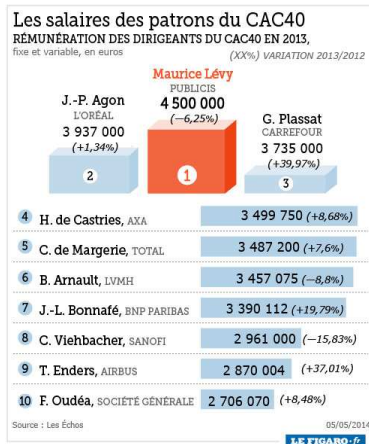 Les salaires des patrons du CAC40
RÉMUNÉRATION DES DIRIGEANTS DU CAC40 EN 2013,
fixe et variable, en euros
(XX%) VARIATION 2013/2012
Maurice Lévy
PUBLICIS
4 500 000
(−6,25%)
J.-P. Agon
L'ORÉAL
3 937 000
(+1,34%)
G. Plassat
CARREFOUR
3 735 000
(+39,97%)
2
1
3
4 H. de Castries, AXA 3 499 750 (+8,68%)
5 C. de Margerie, TOTAL 3 487 200 (+7,6%)
6 B. Arnault, LVMH 3 457 075 (−8,8%)
7 J.-L. Bonnafé, BNP PARIBAS 3 390 112 (+19,79%)
8 C. Viehbacher, SANOFI 2 961 000 (−15,83%)
9 T. Enders, AIRBUS 2 870 004 (+37,01%)
10 F. Oudéa, SOCIÉTÉ GÉNÉRALE 2 706 070 (+8,48%)
Source : Les Échos 05/05/2014
LE FIGARO·fr